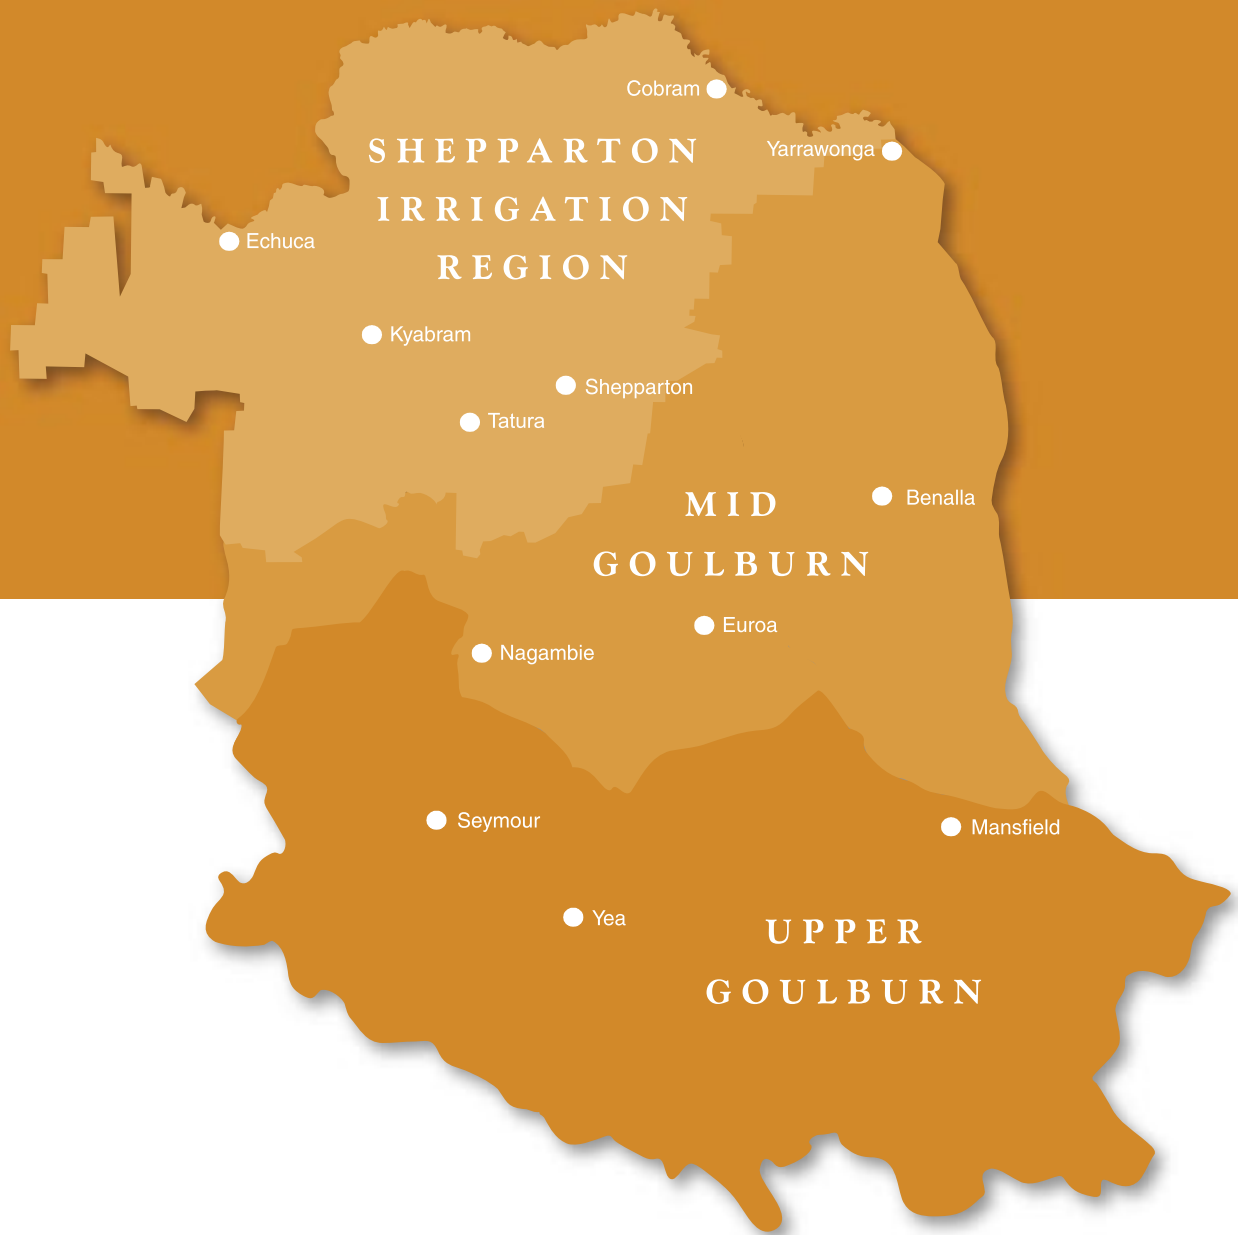 Cobram
SHEPPARTON
Yarrawonga
IRRIGATION
Echuca
REGION
Kyabram
Shepparton
Tatura
MID
Benalla
GOULBURN
Euroa
Nagambie
Seymour
Mansfield
Yea
UPPER
GOULBURN